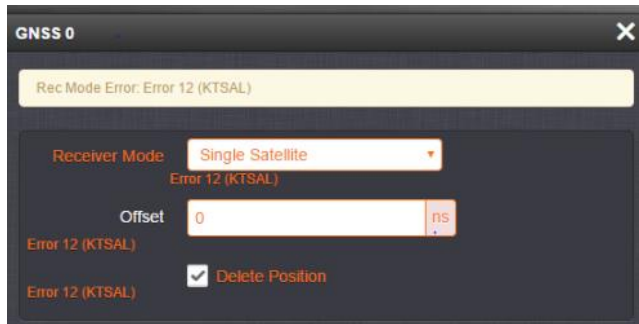 GNSS 0
Rec Mode Error: Error 12 (KTSAL)
Receiver Mode Single Satellite
Error 12 (KTSAL)
Offset 0 ns
Error 12 (KTSAL)
Delete Position
Error 12 (KTSAL)